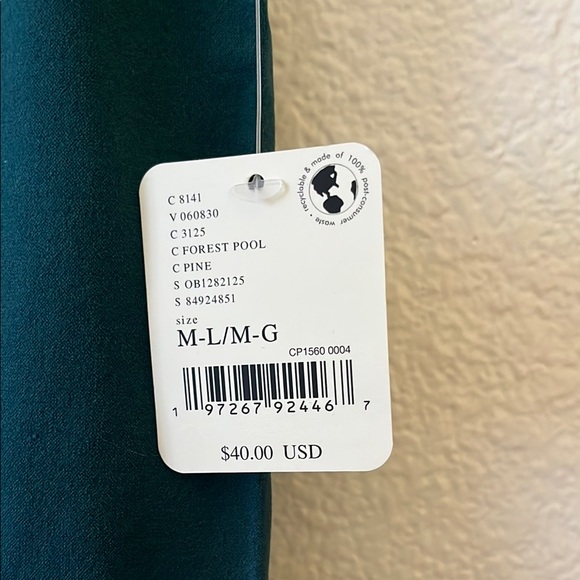 recyclable & made of 100% post-consumer waste •
C 8141
V 060830
C 3125
C FOREST POOL
C PINE
S OB1282125
S 84924851
size
M-L/M-G
CP1560 0004
1 97267 92446 7
$40.00 USD